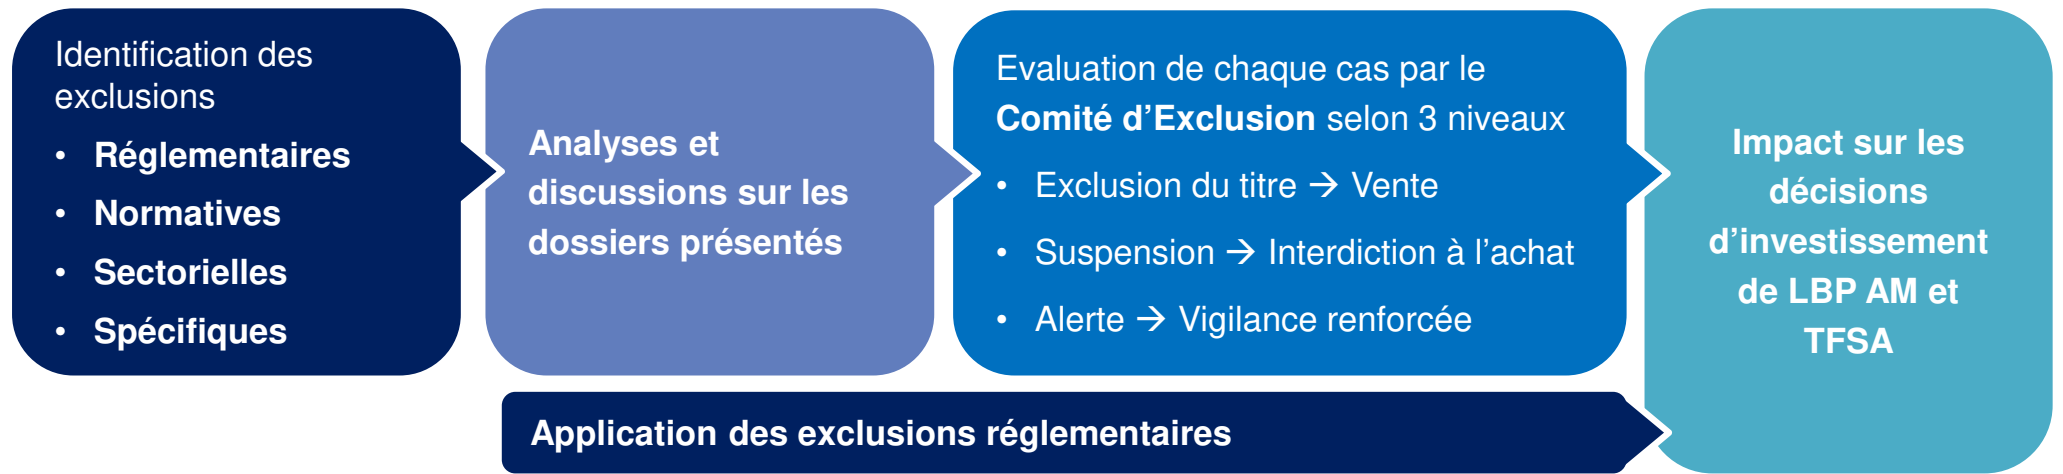 Identification des
exclusions
• Réglementaires
• Normatives
• Sectorielles
• Spécifiques
Analyses et
discussions sur les
dossiers présentés
Evaluation de chaque cas par le
Comité d'Exclusion selon 3 niveaux
• Exclusion du titre → Vente
• Suspension → Interdiction à l'achat
• Alerte → Vigilance renforcée
Impact sur les
décisions
d'investissement
de LBP AM et
TFSA
Application des exclusions réglementaires